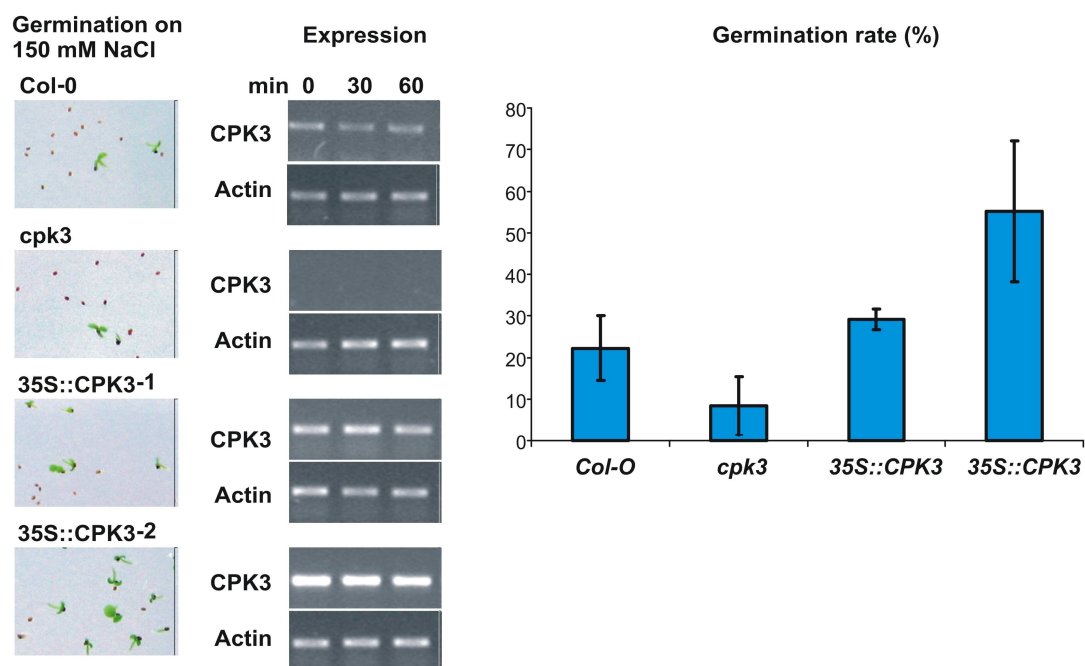 Germination on
150 mM NaCl
Expression
Germination rate (%)
Col-0
min 0 30 60
CPK3
Actin
cpk3
CPK3
Actin
35S::CPK3-1
CPK3
Actin
35S::CPK3-2
CPK3
Actin
80
70
60
50
40
30
20
10
0
Col-O cpk3 35S::CPK3 35S::CPK3